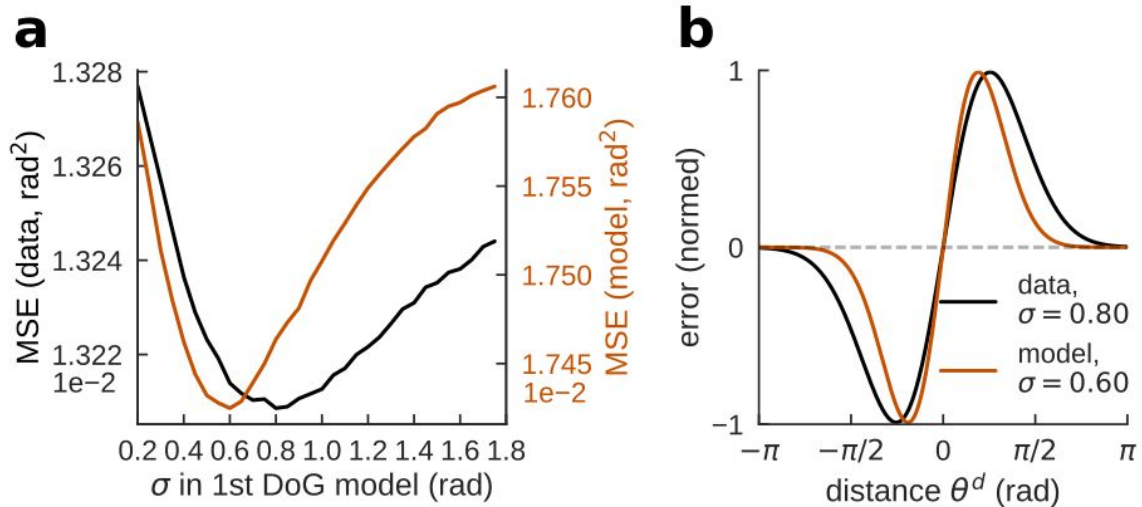 a
1.328
1.326
1.324
1.322
1e−2
MSE (data, rad²)
1.760
1.755
1.750
1.745
1e−2
MSE (model, rad²)
0.2 0.4 0.6 0.8 1.0 1.2 1.4 1.6 1.8
σ in 1st DoG model (rad)
b
1
0
−1
error (normed)
data,
σ = 0.80
model,
σ = 0.60
−π −π/2 0 π/2 π
distance θᵈ (rad)